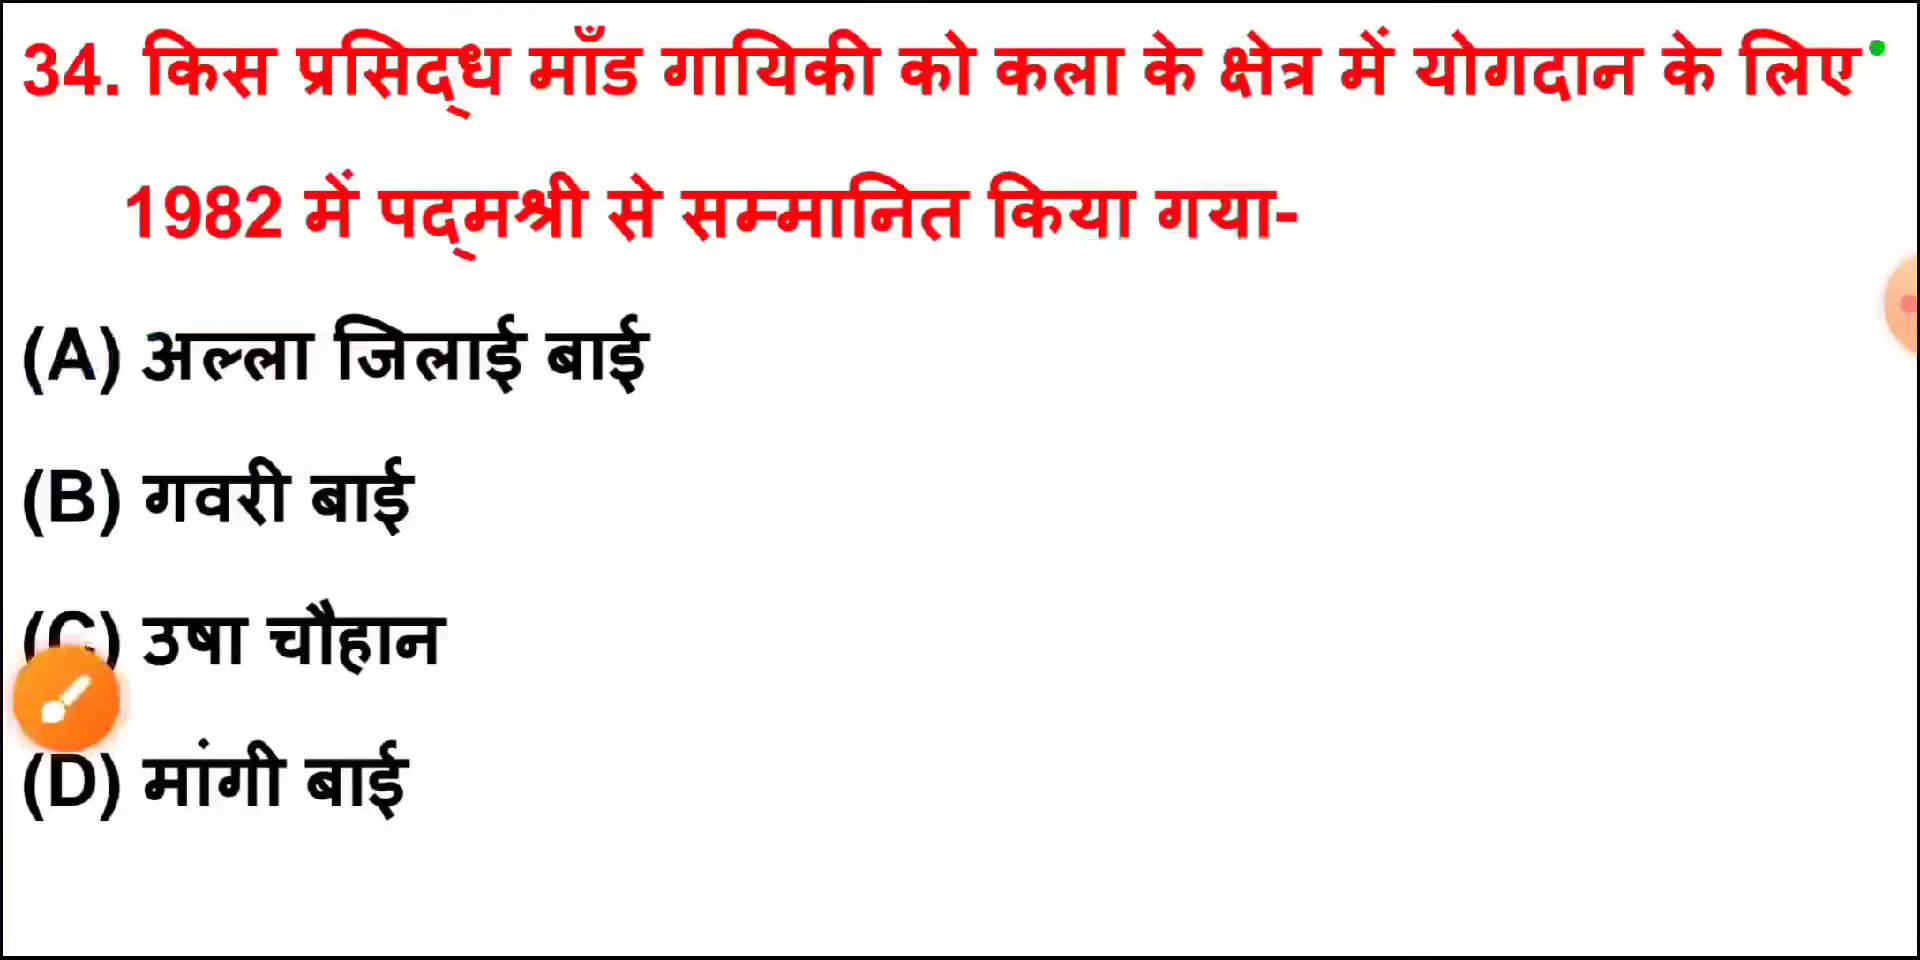 34. किस प्रसिद्ध माँड गायिकी को कला के क्षेत्र में योगदान के लिए
1982 में पद्मश्री से सम्मानित किया गया-
(A) अल्ला जिलाई बाई
(B) गवरी बाई
(C) उषा चौहान
(D) मांगी बाई